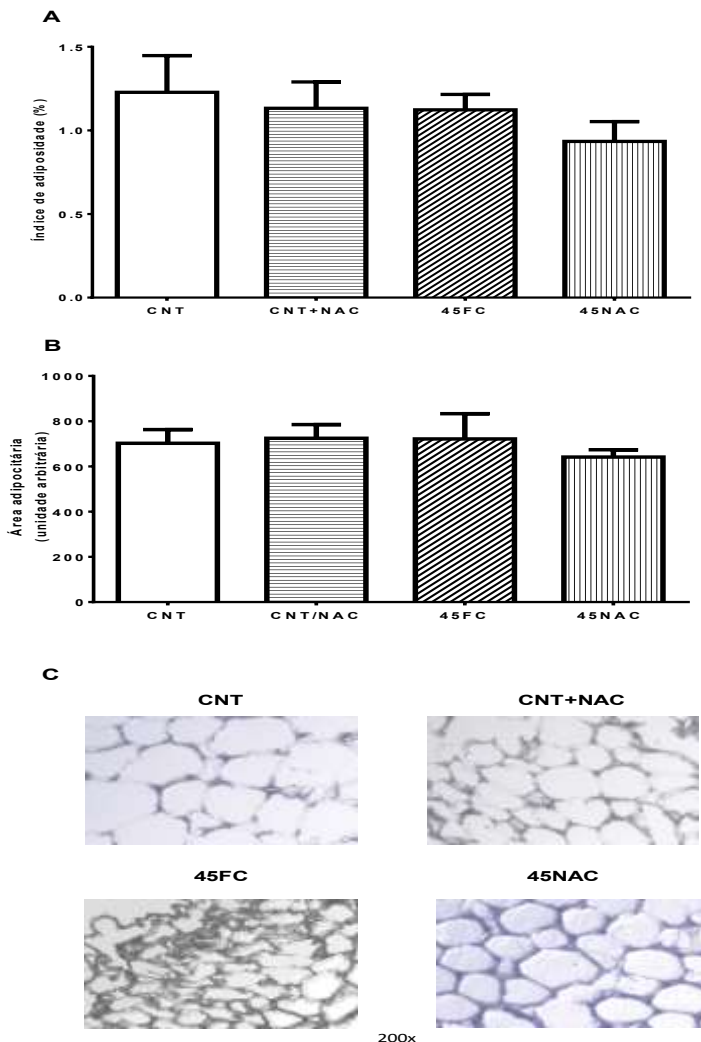 A
Índice de adiposidade (%)
1.5
1.0
0.5
0.0
CNT
CNT+NAC
45FC
45NAC
B
Área adipocitária
(unidade arbitrária)
1000
800
600
400
200
0
CNT
CNT/NAC
45FC
45NAC
C
CNT
CNT+NAC
45FC
45NAC
200x